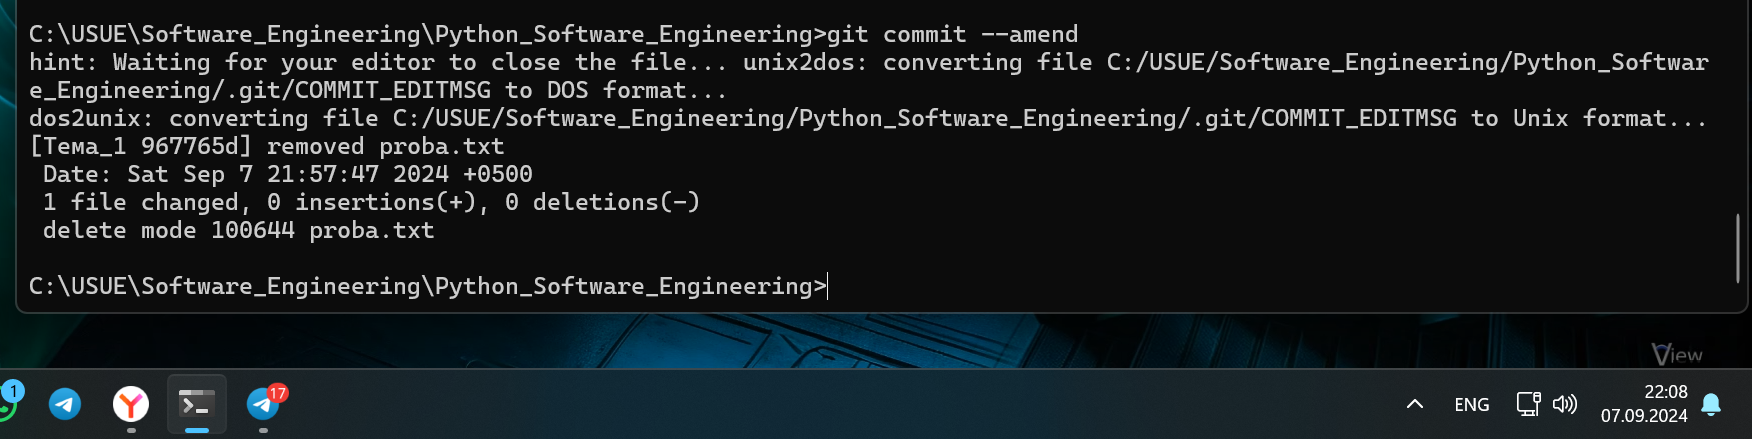 C:\USUE\Software_Engineering\Python_Software_Engineering>git commit --amend
hint: Waiting for your editor to close the file... unix2dos: converting file C:/USUE/Software_Engineering/Python_Softwar
e_Engineering/.git/COMMIT_EDITMSG to DOS format...
dos2unix: converting file C:/USUE/Software_Engineering/Python_Software_Engineering/.git/COMMIT_EDITMSG to Unix format...
[Тема_1 967765d] removed proba.txt
 Date: Sat Sep 7 21:57:47 2024 +0500
 1 file changed, 0 insertions(+), 0 deletions(-)
 delete mode 100644 proba.txt
C:\USUE\Software_Engineering\Python_Software_Engineering>
View
1
17
ENG
22:08
07.09.2024